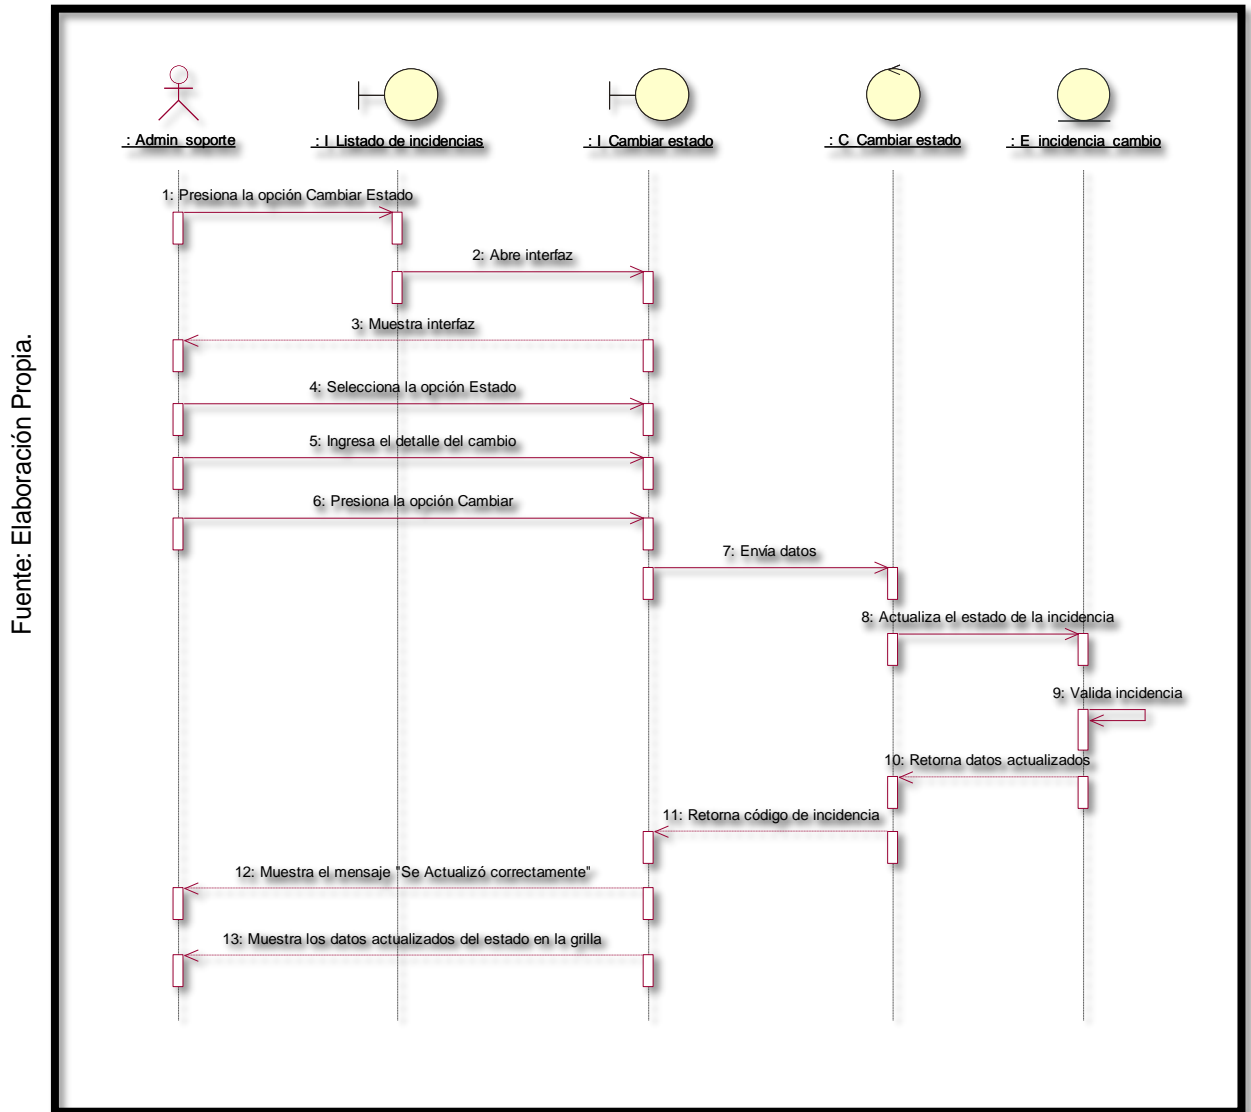 Fuente: Elaboración Propia.
: Admin_soporte
: I_Listado de incidencias
: I_Cambiar estado
: C_Cambiar estado
: E_incidencia_cambio
1: Presiona la opción Cambiar Estado
2: Abre interfaz
3: Muestra interfaz
4: Selecciona la opción Estado
5: Ingresa el detalle del cambio
6: Presiona la opción Cambiar
7: Envía datos
8: Actualiza el estado de la incidencia
9: Valida incidencia
10: Retorna datos actualizados
11: Retorna código de incidencia
12: Muestra el mensaje "Se Actualizó correctamente"
13: Muestra los datos actualizados del estado en la grilla